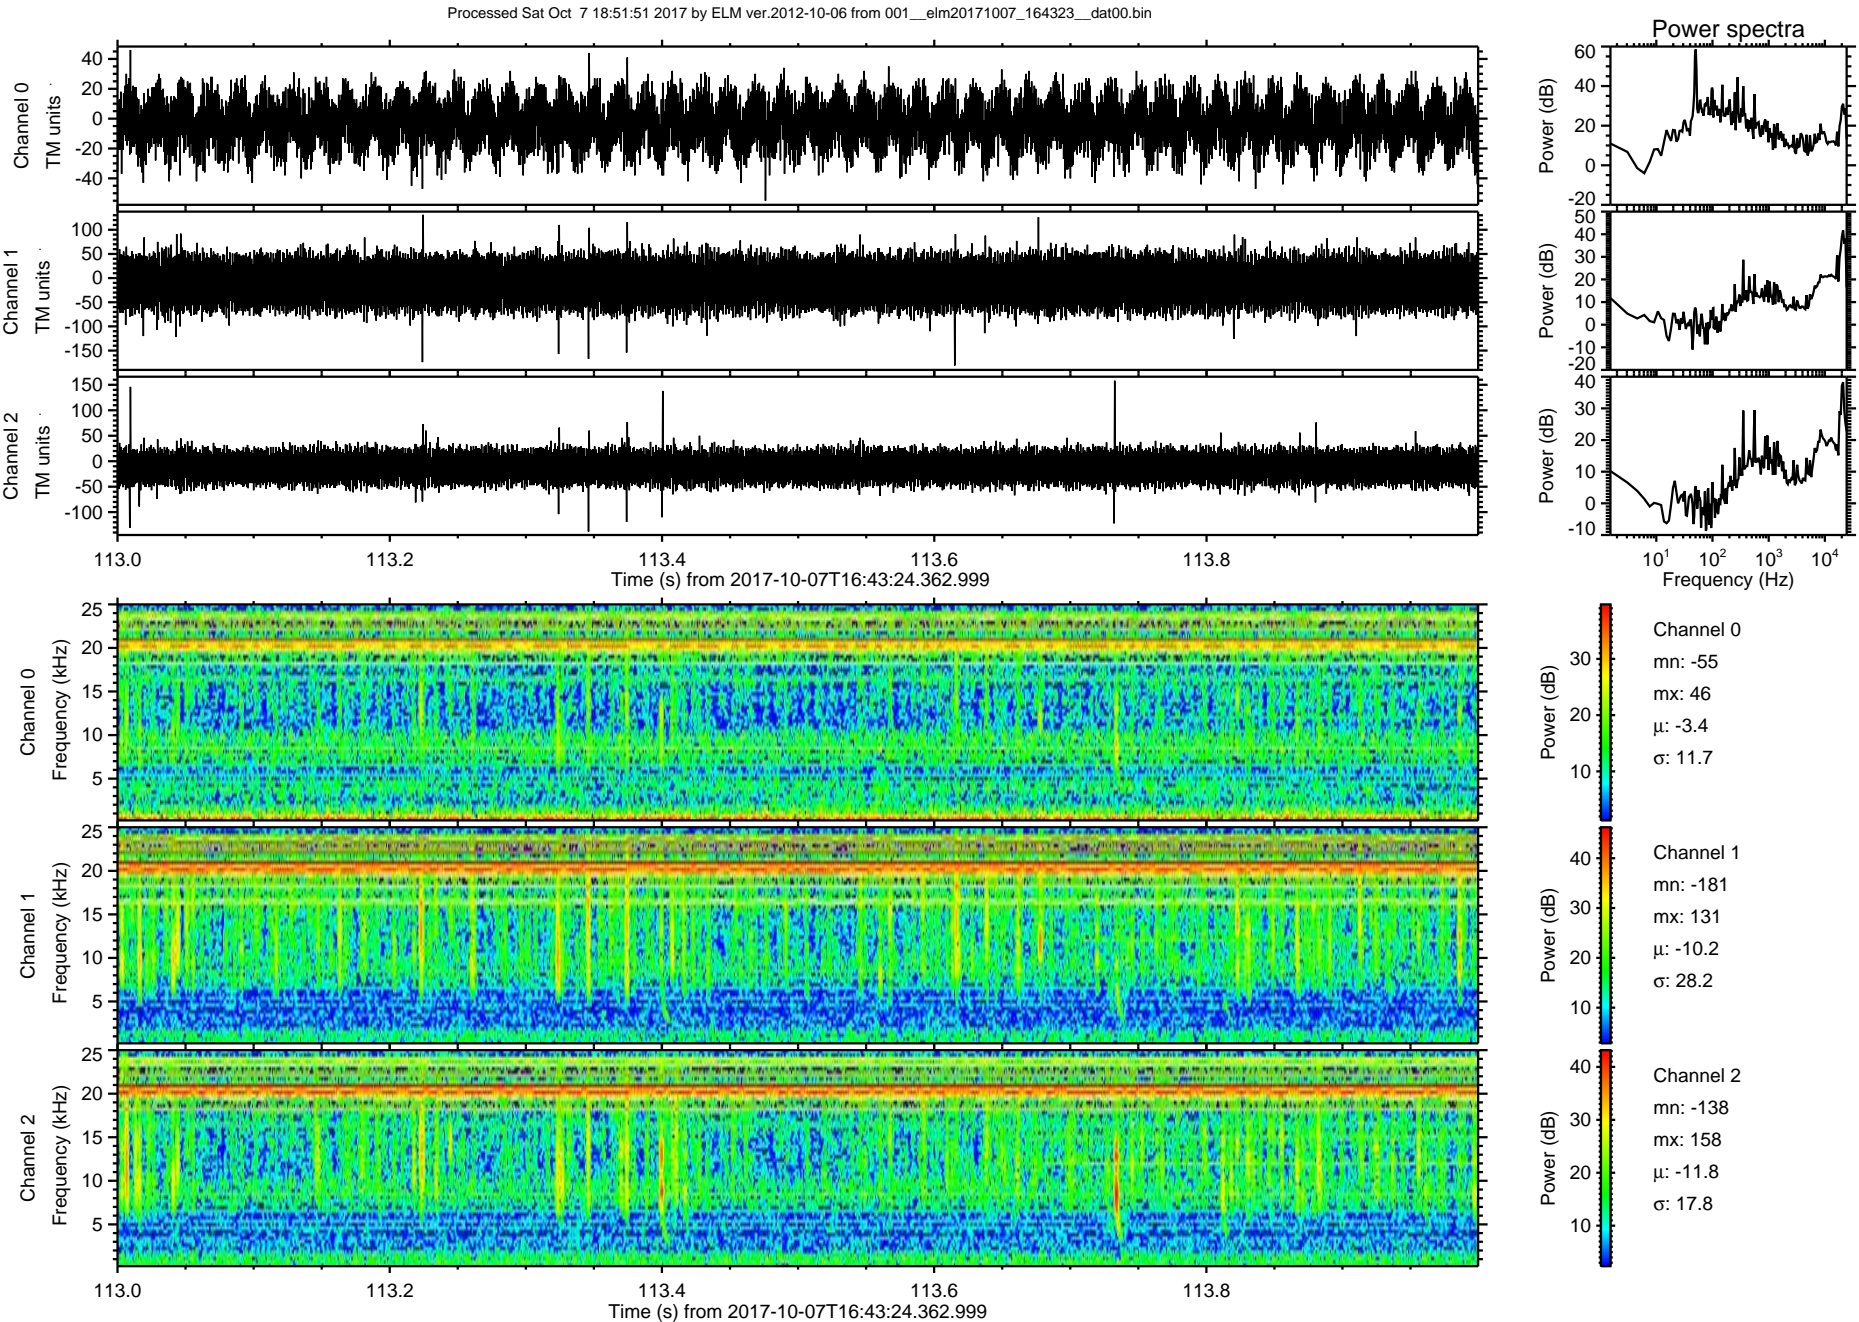 Processed Sat Oct 7 18:51:51 2017 by ELM ver.2012-10-06 from 001__elm20171007_164323__dat00.bin
Power spectra
Channel 0
TM units
40
20
0
-20
-40
Power (dB)
60
40
20
0
-20
Channel 1
TM units
100
50
0
-50
-100
-150
Power (dB)
50
40
30
20
10
0
-10
-20
Channel 2
TM units
150
100
50
0
-50
-100
Power (dB)
40
30
20
10
0
-10
113.0 113.2 113.4 113.6 113.8
Time (s) from 2017-10-07T16:43:24.362.999
10^1 10^2 10^3 10^4
Frequency (Hz)
Channel 0
Frequency (kHz)
25
20
15
10
5
Power (dB)
30
20
10
Channel 0
mn: -55
mx: 46
μ: -3.4
σ: 11.7
Channel 1
Frequency (kHz)
25
20
15
10
5
Power (dB)
40
30
20
10
Channel 1
mn: -181
mx: 131
μ: -10.2
σ: 28.2
Channel 2
Frequency (kHz)
25
20
15
10
5
Power (dB)
40
30
20
10
Channel 2
mn: -138
mx: 158
μ: -11.8
σ: 17.8
113.0 113.2 113.4 113.6 113.8
Time (s) from 2017-10-07T16:43:24.362.999